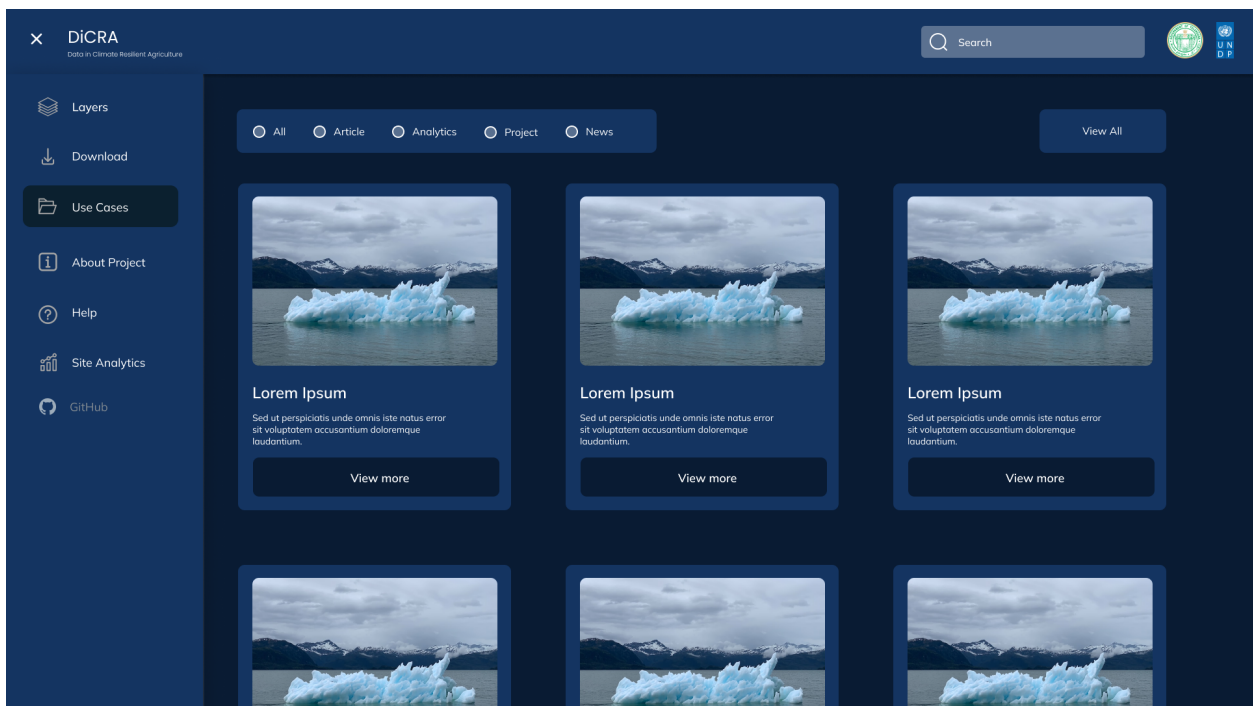 DiCRA
Data in Climate Resilient Agriculture
Search
U N
D P
Layers
Download
Use Cases
About Project
Help
Site Analytics
GitHub
All
Article
Analytics
Project
News
View All
Lorem Ipsum
Sed ut perspiciatis unde omnis iste natus error
sit voluptatem accusantium doloremque
laudantium.
View more
Lorem Ipsum
Sed ut perspiciatis unde omnis iste natus error
sit voluptatem accusantium doloremque
laudantium.
View more
Lorem Ipsum
Sed ut perspiciatis unde omnis iste natus error
sit voluptatem accusantium doloremque
laudantium.
View more